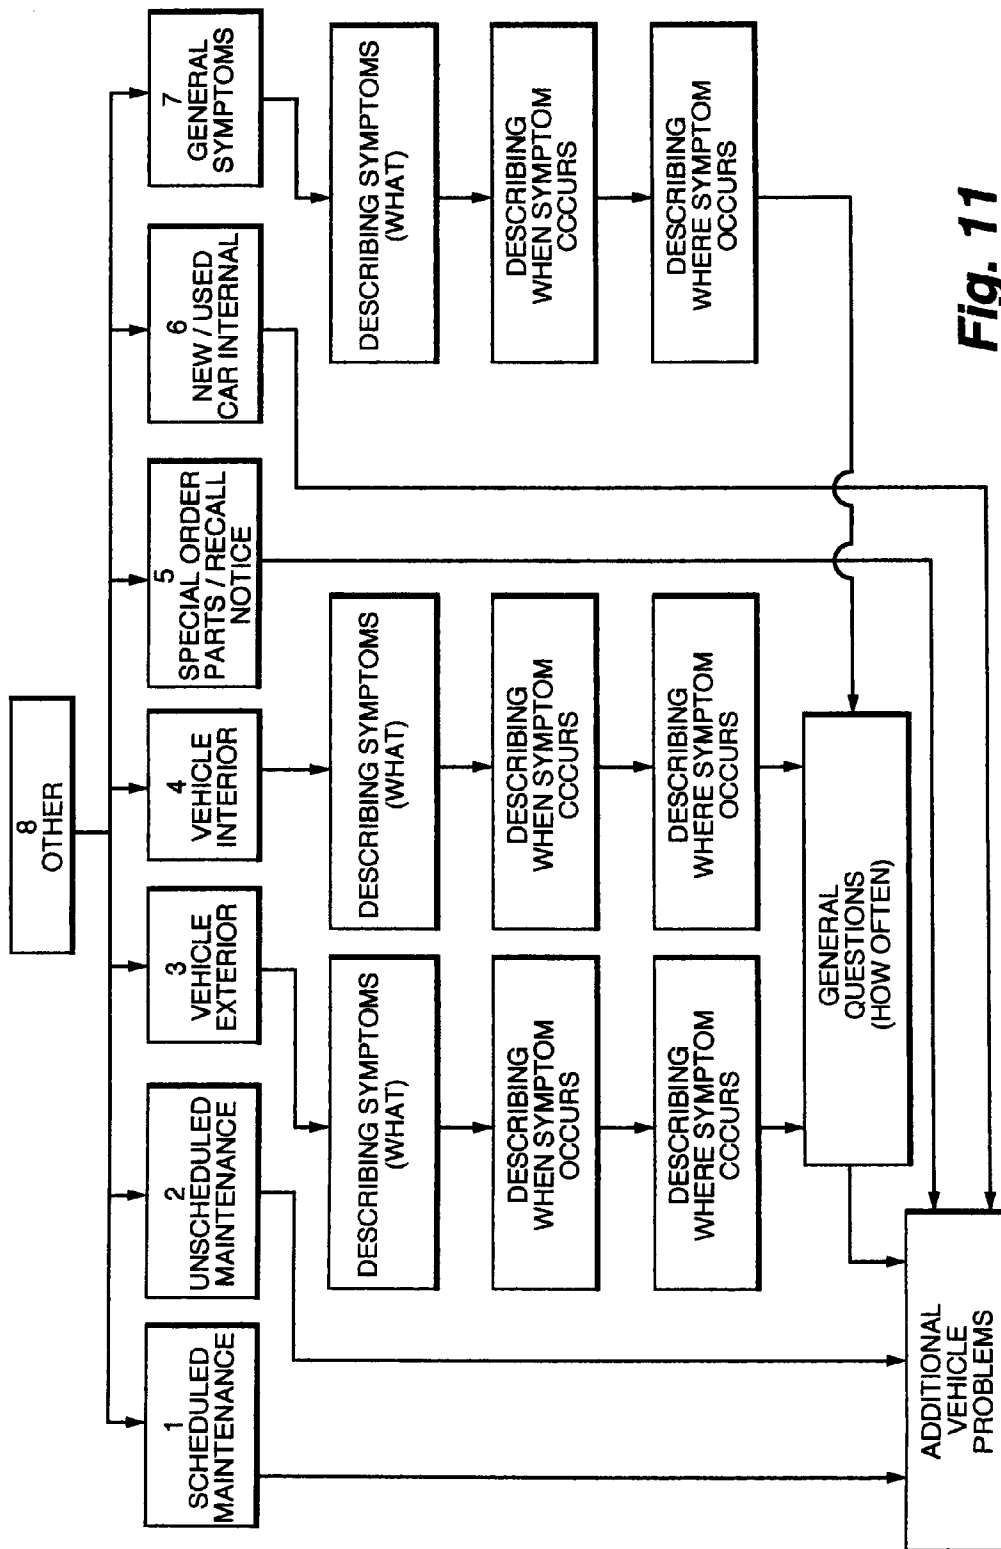 8
OTHER
1
SCHEDULED
MAINTENANCE
2
UNSCHEDULED
MAINTENANCE
3
VEHICLE
EXTERIOR
4
VEHICLE
INTERIOR
5
SPECIAL ORDER
PARTS / RECALL
NOTICE
6
NEW / USED
CAR INTERNAL
7
GENERAL
SYMPTOMS
DESCRIBING SYMPTOMS
(WHAT)
DESCRIBING SYMPTOMS
(WHAT)
DESCRIBING SYMPTOMS
(WHAT)
DESCRIBING
WHEN SYMPTOM
OCCURS
DESCRIBING
WHEN SYMPTOM
CCCURS
DESCRIBING
WHEN SYMPTOM
CCCURS
DESCRIBING
WHERE SYMPTOM
CCCURS
DESCRIBING
WHERE SYMPTOM
OCCURS
DESCRIBING
WHERE SYMPTOM
OCCURS
GENERAL
QUESTIONS
(HOW OFTEN)
ADDITIONAL
VEHICLE
PROBLEMS
Fig. 11